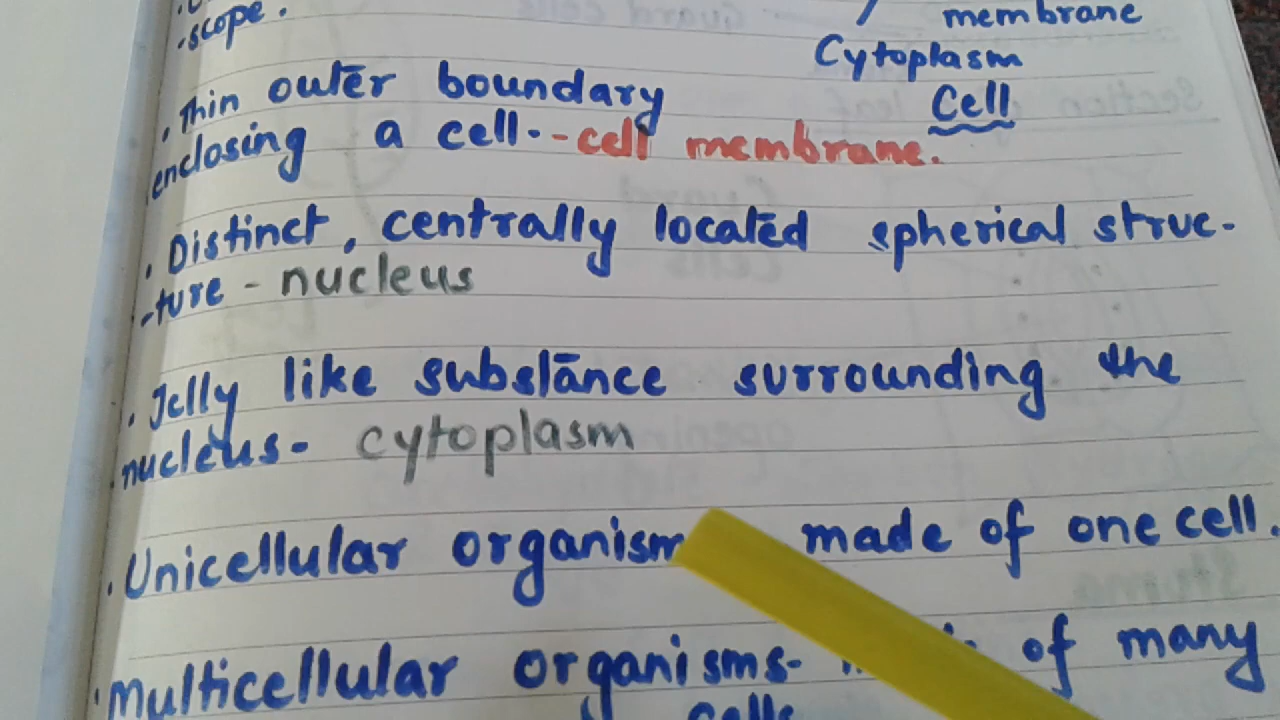 scope.
membrane
Cytoplasm
Cell
. Thin outer boundary
enclosing a cell - - cell membrane.
. Distinct, centrally located spherical struc-
-ture - nucleus
. Jelly like substance surrounding the
nucleus - cytoplasm
. Unicellular organism made of one cell.
. Multicellular organisms - of many
cells